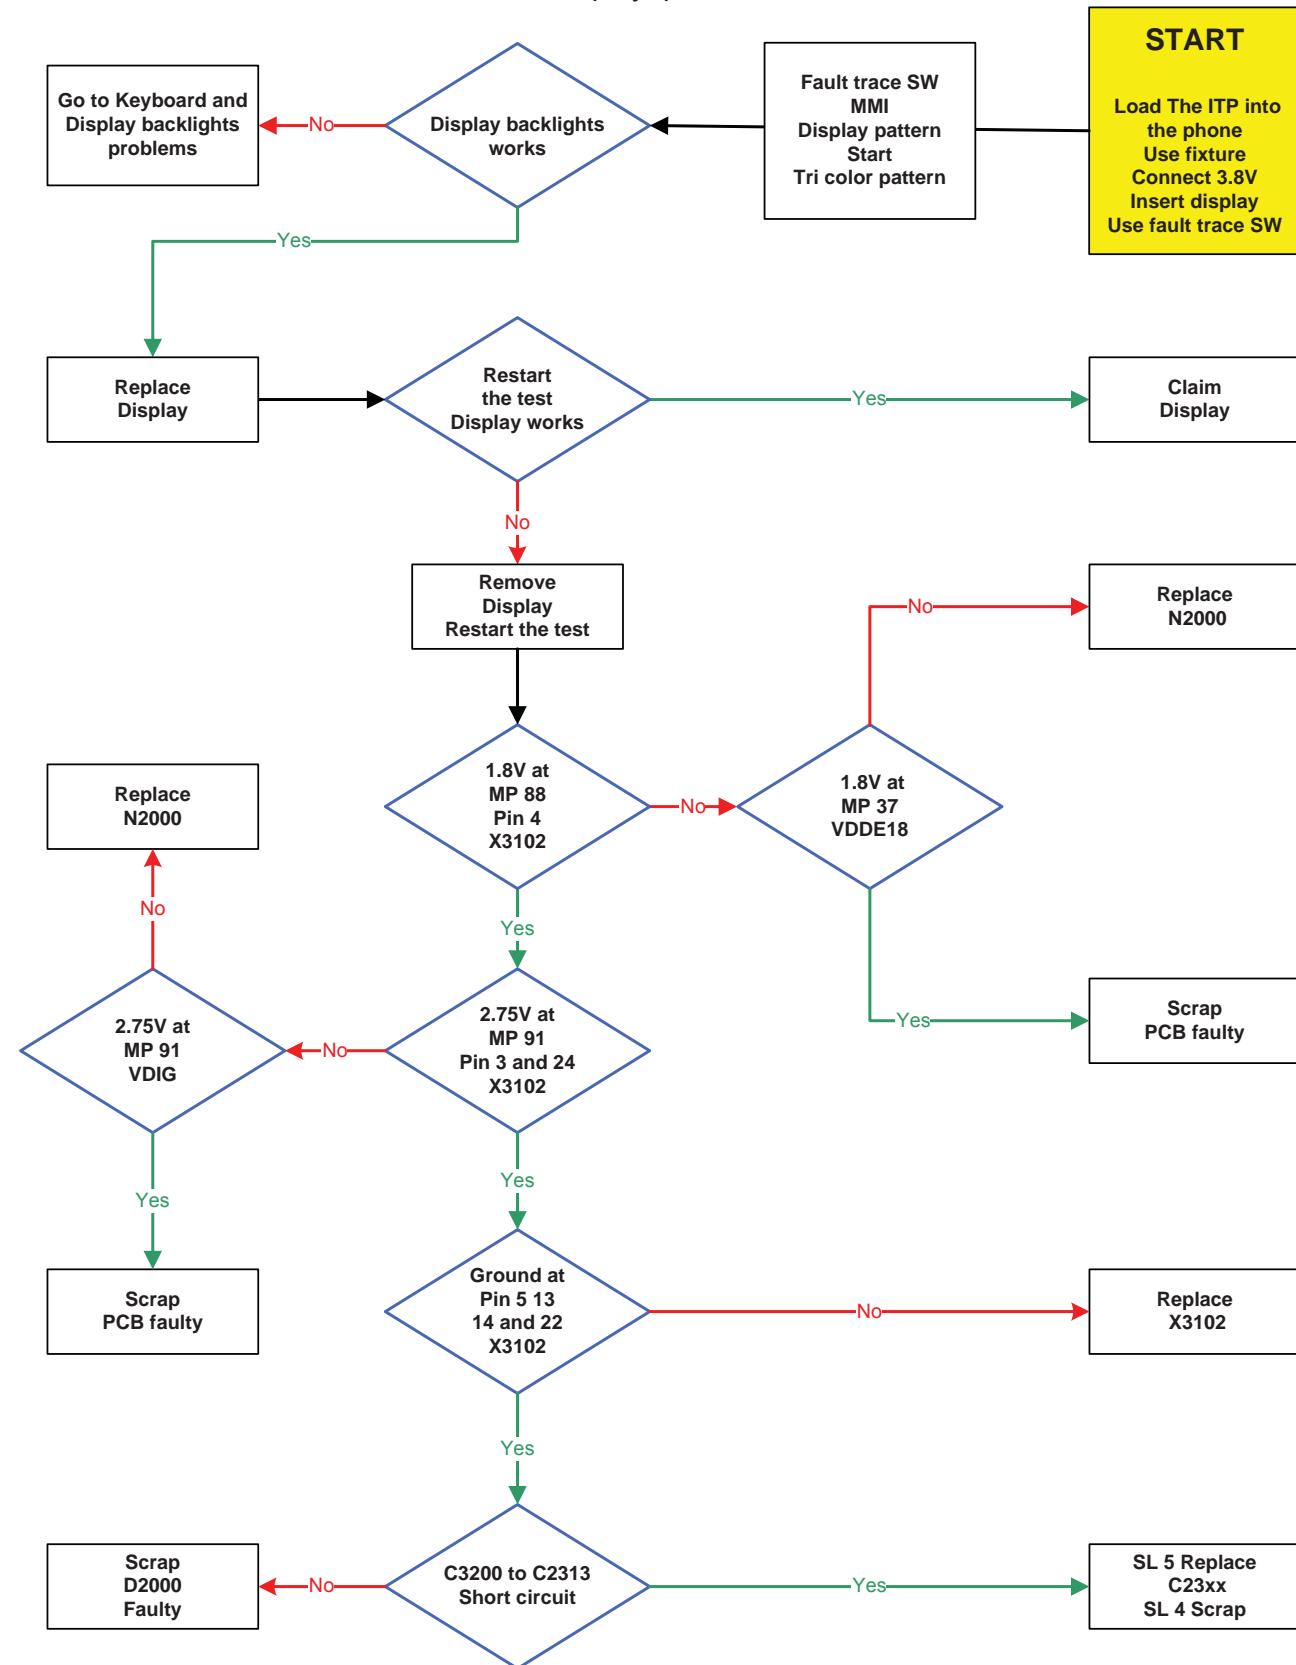 START
Load The ITP into
the phone
Use fixture
Connect 3.8V
Insert display
Use fault trace SW
Fault trace SW
MMI
Display pattern
Start
Tri color pattern
Display backlights
works
No
Go to Keyboard and
Display backlights
problems
Yes
Replace
Display
Restart
the test
Display works
Yes
Claim
Display
No
Remove
Display
Restart the test
No
Replace
N2000
1.8V at
MP 88
Pin 4
X3102
No
1.8V at
MP 37
VDDE18
Replace
N2000
No
Yes
Yes
Scrap
PCB faulty
2.75V at
MP 91
Pin 3 and 24
X3102
No
2.75V at
MP 91
VDIG
Yes
Yes
Scrap
PCB faulty
Ground at
Pin 5 13
14 and 22
X3102
No
Replace
X3102
Yes
C3200 to C2313
Short circuit
No
Scrap
D2000
Faulty
Yes
SL 5 Replace
C23xx
SL 4 Scrap